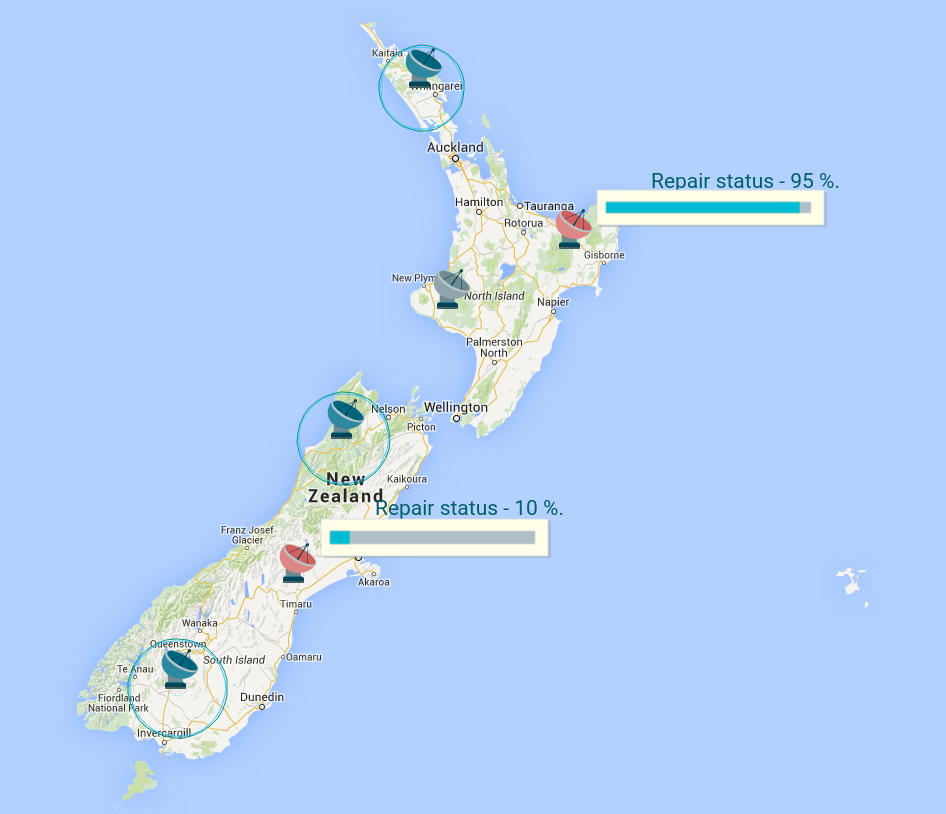 Kaitaia
Whangarei
Auckland
Repair status - 95 %.
Hamilton
Tauranga
Rotorua
Gisborne
New Plym
North Island
Napier
Palmerston
North
Nelson
Wellington
Picton
New
Zealand
Kaikoura
Repair status - 10 %.
Franz Josef
Glacier
Akaroa
Timaru
Wanaka
Queenstown
South Island
Oamaru
Te Anau
Fiordland
National Park
Dunedin
Invercargill